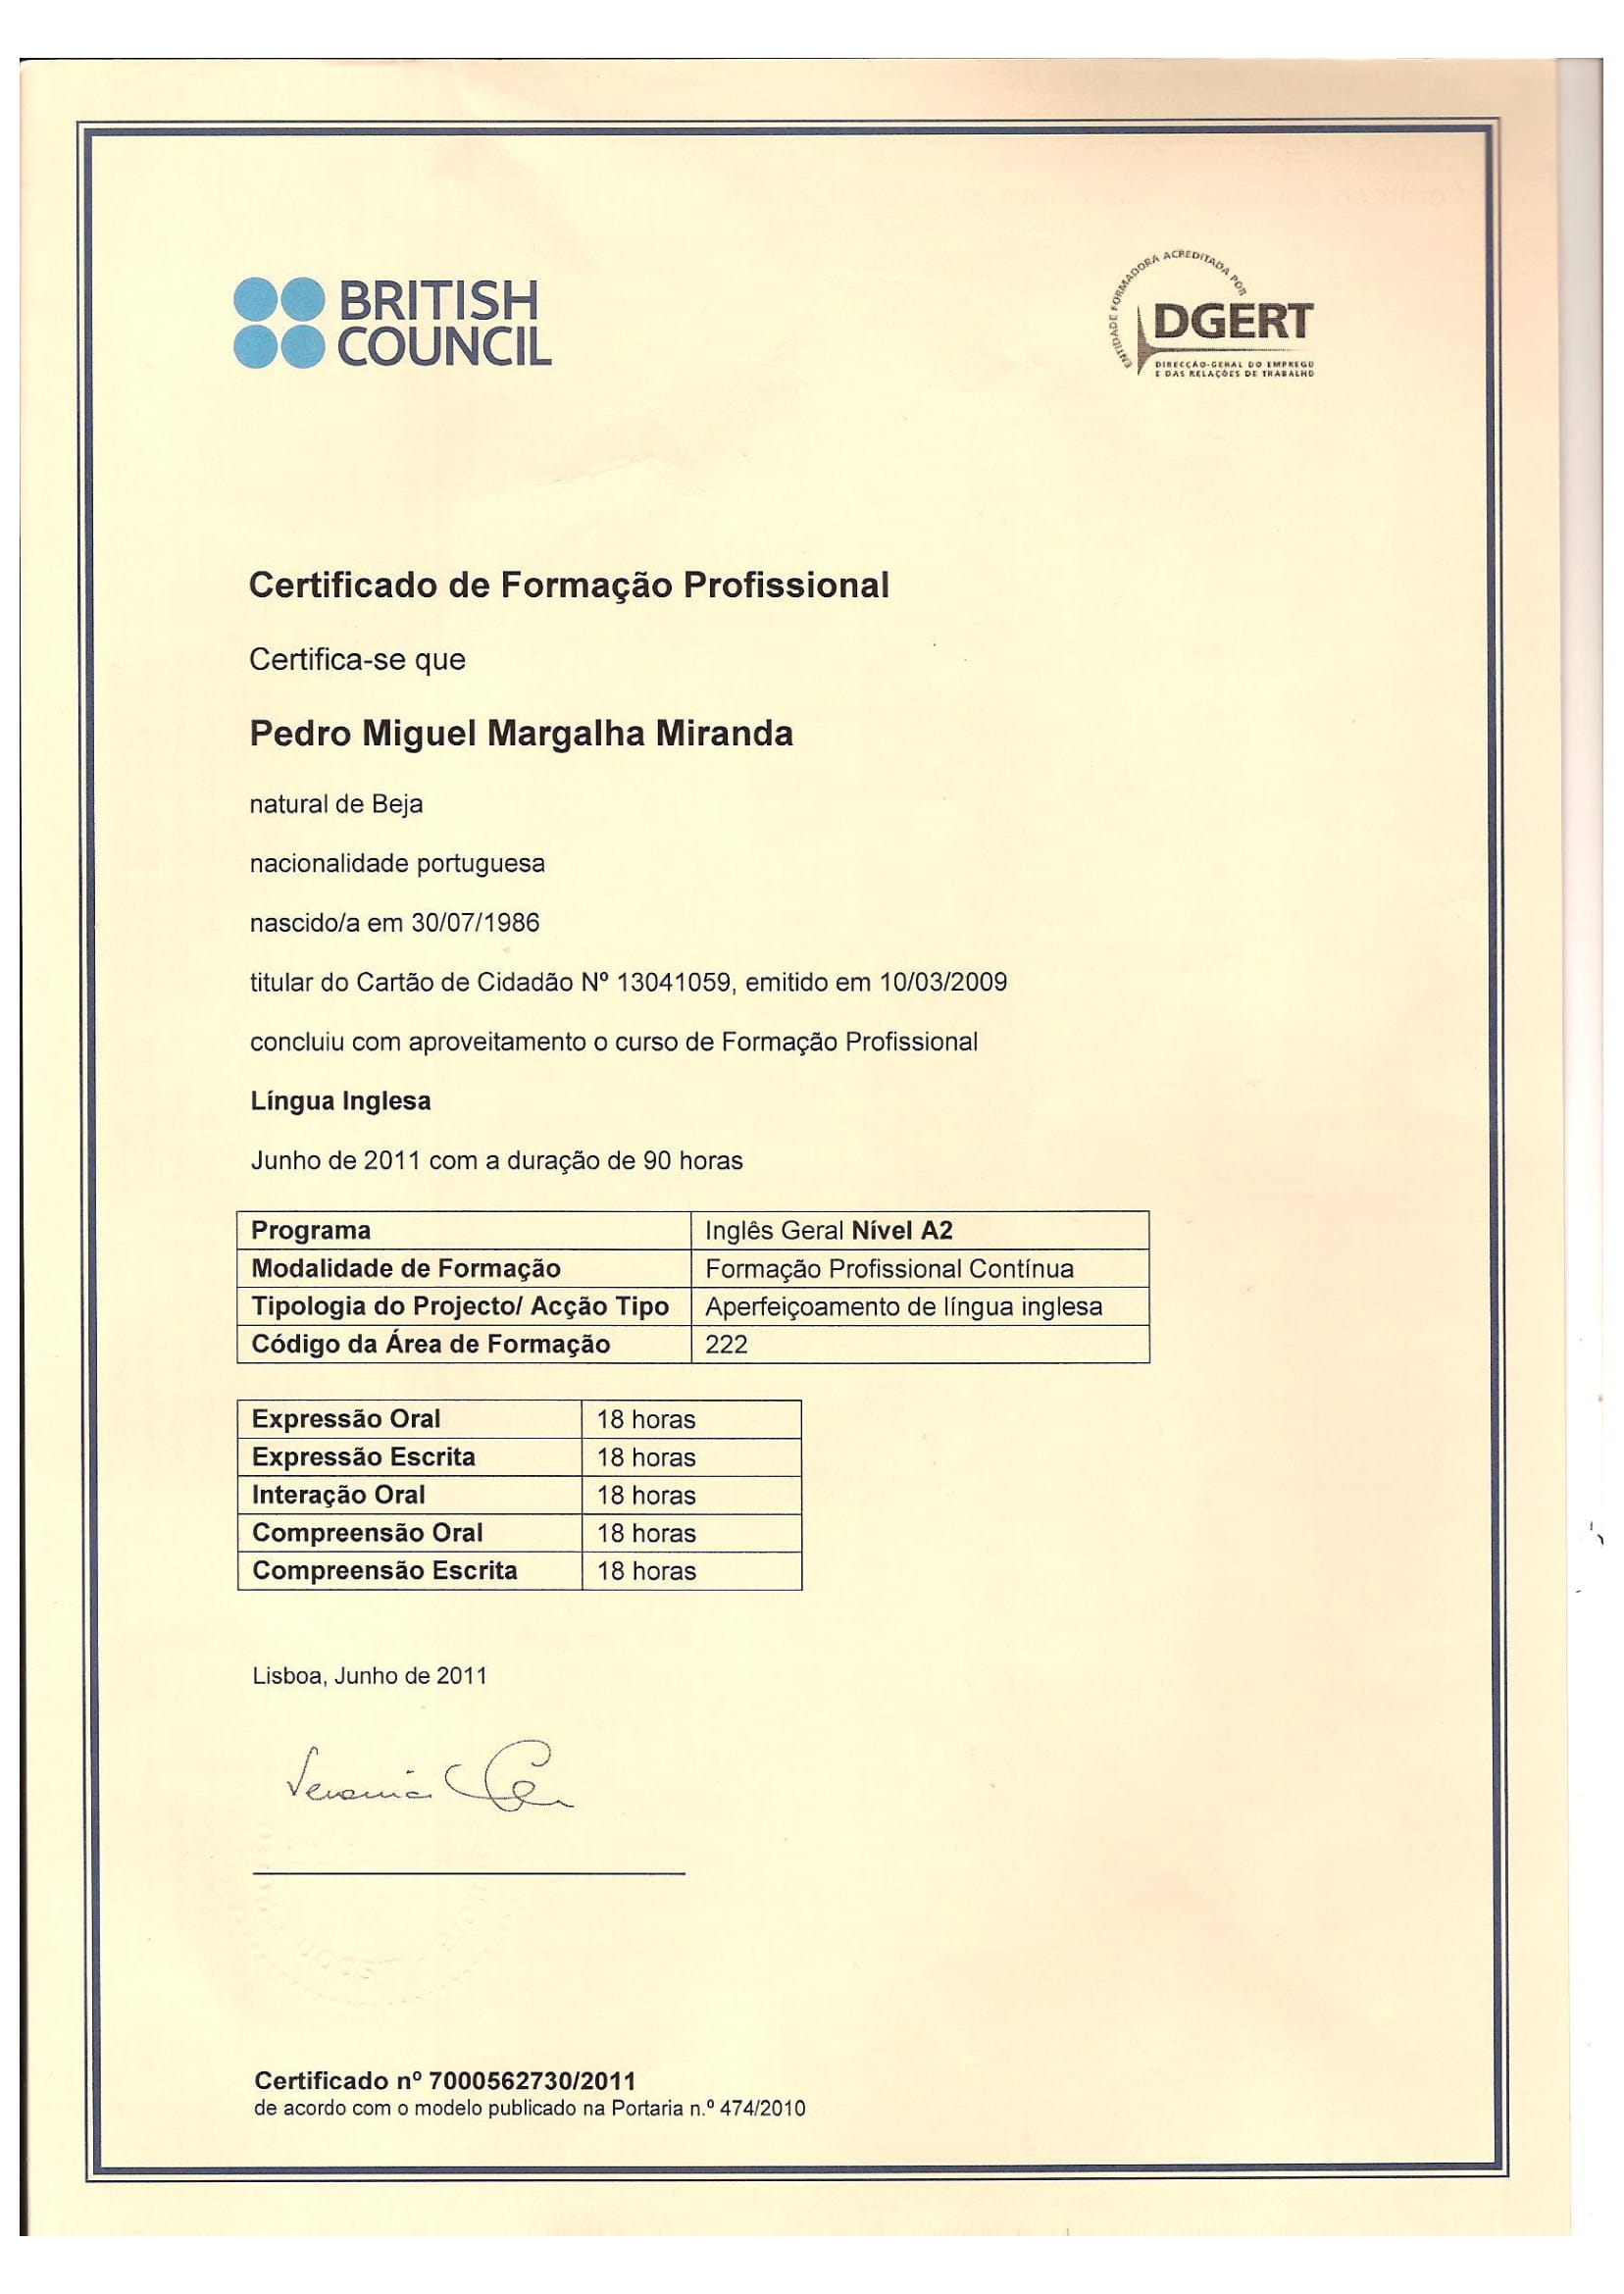 BRITISH
COUNCIL
ENTIDADE FORMADORA ACREDITADA POR
DGERT
DIRECÇÃO-GERAL DO EMPREGO
E DAS RELAÇÕES DE TRABALHO
Certificado de Formação Profissional
Certifica-se que
Pedro Miguel Margalha Miranda
natural de Beja
nacionalidade portuguesa
nascido/a em 30/07/1986
titular do Cartão de Cidadão Nº 13041059, emitido em 10/03/2009
concluiu com aproveitamento o curso de Formação Profissional
Língua Inglesa
Junho de 2011 com a duração de 90 horas
Programa Inglês Geral Nível A2
Modalidade de Formação Formação Profissional Contínua
Tipologia do Projecto/ Acção Tipo Aperfeiçoamento de língua inglesa
Código da Área de Formação 222
Expressão Oral 18 horas
Expressão Escrita 18 horas
Interação Oral 18 horas
Compreensão Oral 18 horas
Compreensão Escrita 18 horas
Lisboa, Junho de 2011
Certificado nº 7000562730/2011
de acordo com o modelo publicado na Portaria n.º 474/2010